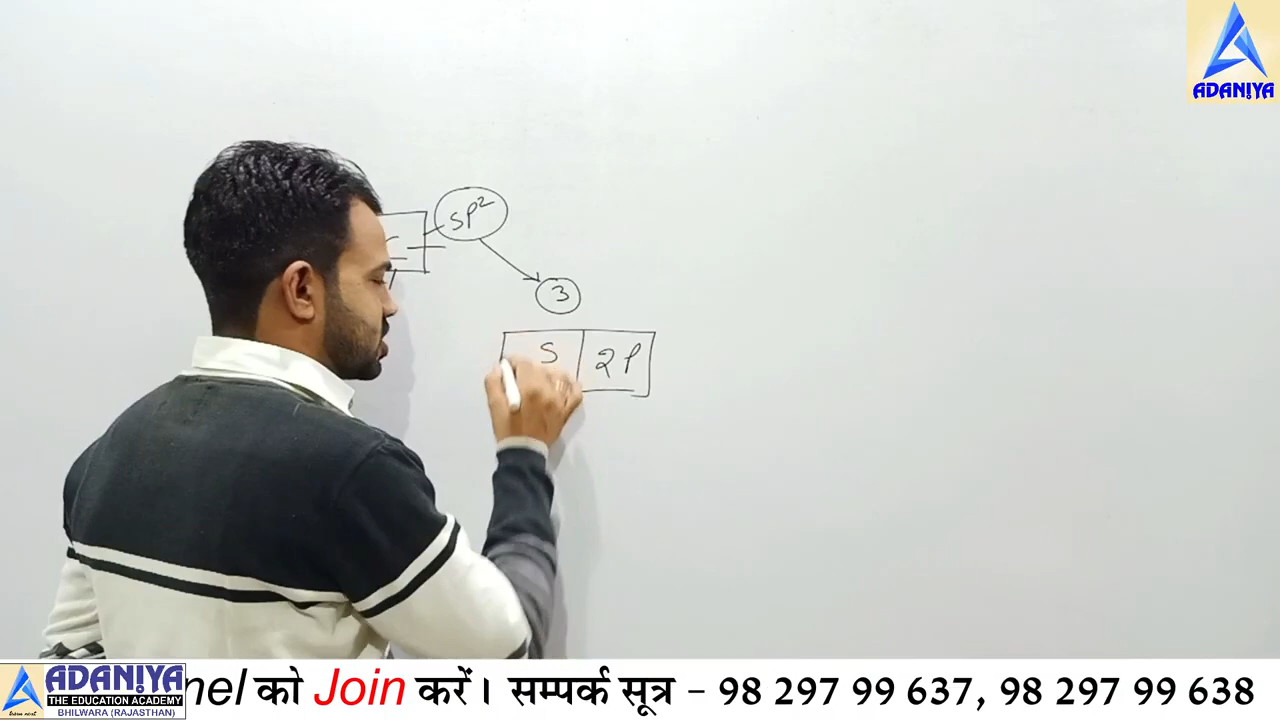 ADANIYA
SP²
C
3
S 2P
ADANIYA
THE EDUCATION ACADEMY
BHILWARA (RAJASTHAN)
nel को Join करें। सम्पर्क सूत्र - 98 297 99 637, 98 297 99 638